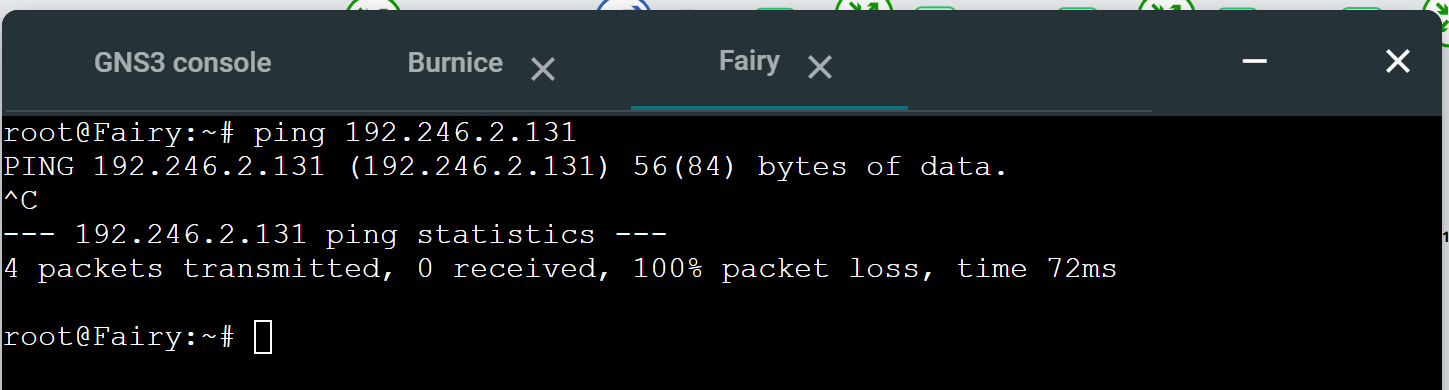 GNS3 console Burnice Fairy
root@Fairy:~# ping 192.246.2.131
PING 192.246.2.131 (192.246.2.131) 56(84) bytes of data.
^C
--- 192.246.2.131 ping statistics ---
4 packets transmitted, 0 received, 100% packet loss, time 72ms
root@Fairy:~#